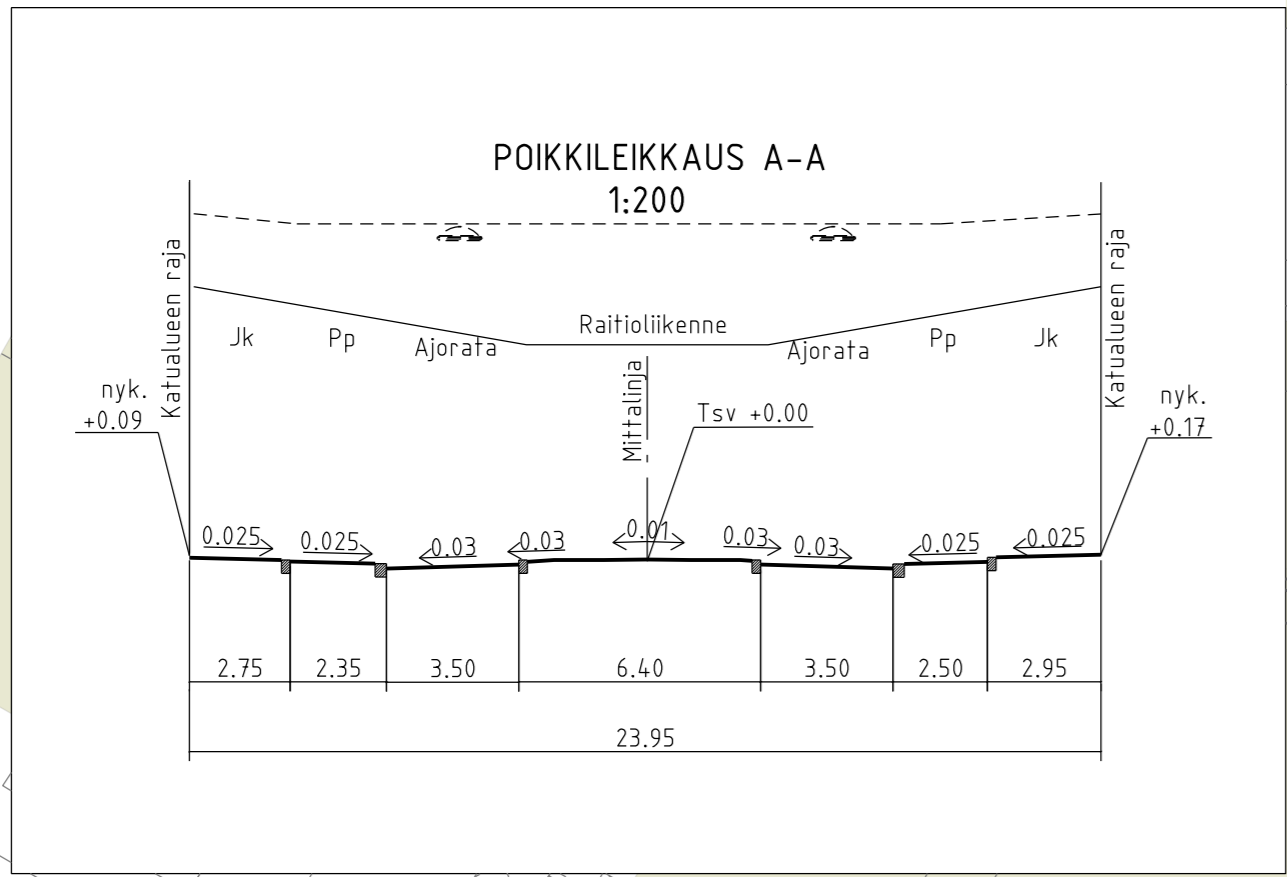 POIKKILEIKKAUS A-A
1:200
Katualueen raja
Katualueen raja
Jk
Pp
Ajorata
Raitioliikenne
Ajorata
Pp
Jk
Mittalinja
nyk.
+0.09
Tsv +0.00
nyk.
+0.17
0.025
0.025
0.03
0.03
0.01
0.03
0.03
0.025
0.025
2.75
2.35
3.50
6.40
3.50
2.50
2.95
23.95